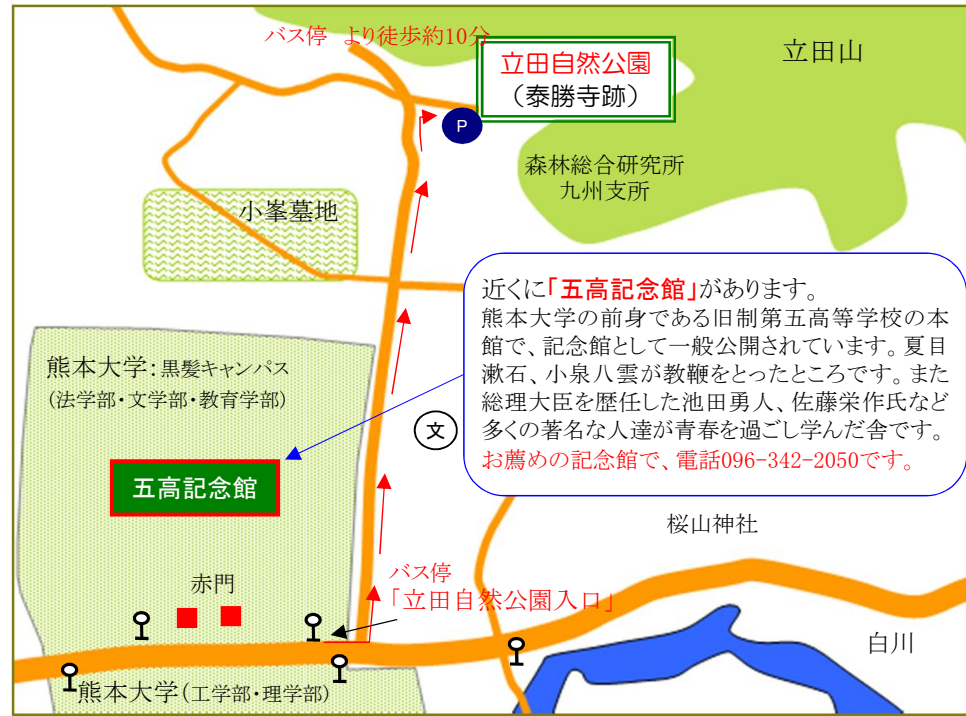 バス停 より徒歩約10分
立田自然公園
（泰勝寺跡）
立田山
P
森林総合研究所
九州支所
小峯墓地
近くに「五高記念館」があります。
熊本大学の前身である旧制第五高等学校の本
館で、記念館として一般公開されています。夏目
漱石、小泉八雲が教鞭をとったところです。また
総理大臣を歴任した池田勇人、佐藤栄作氏など
多くの著名な人達が青春を過ごし学んだ舎です。
お薦めの記念館で、電話096-342-2050です。
熊本大学：黒髪キャンパス
(法学部・文学部・教育学部)
文
五高記念館
桜山神社
赤門
バス停
「立田自然公園入口」
白川
熊本大学(工学部・理学部)